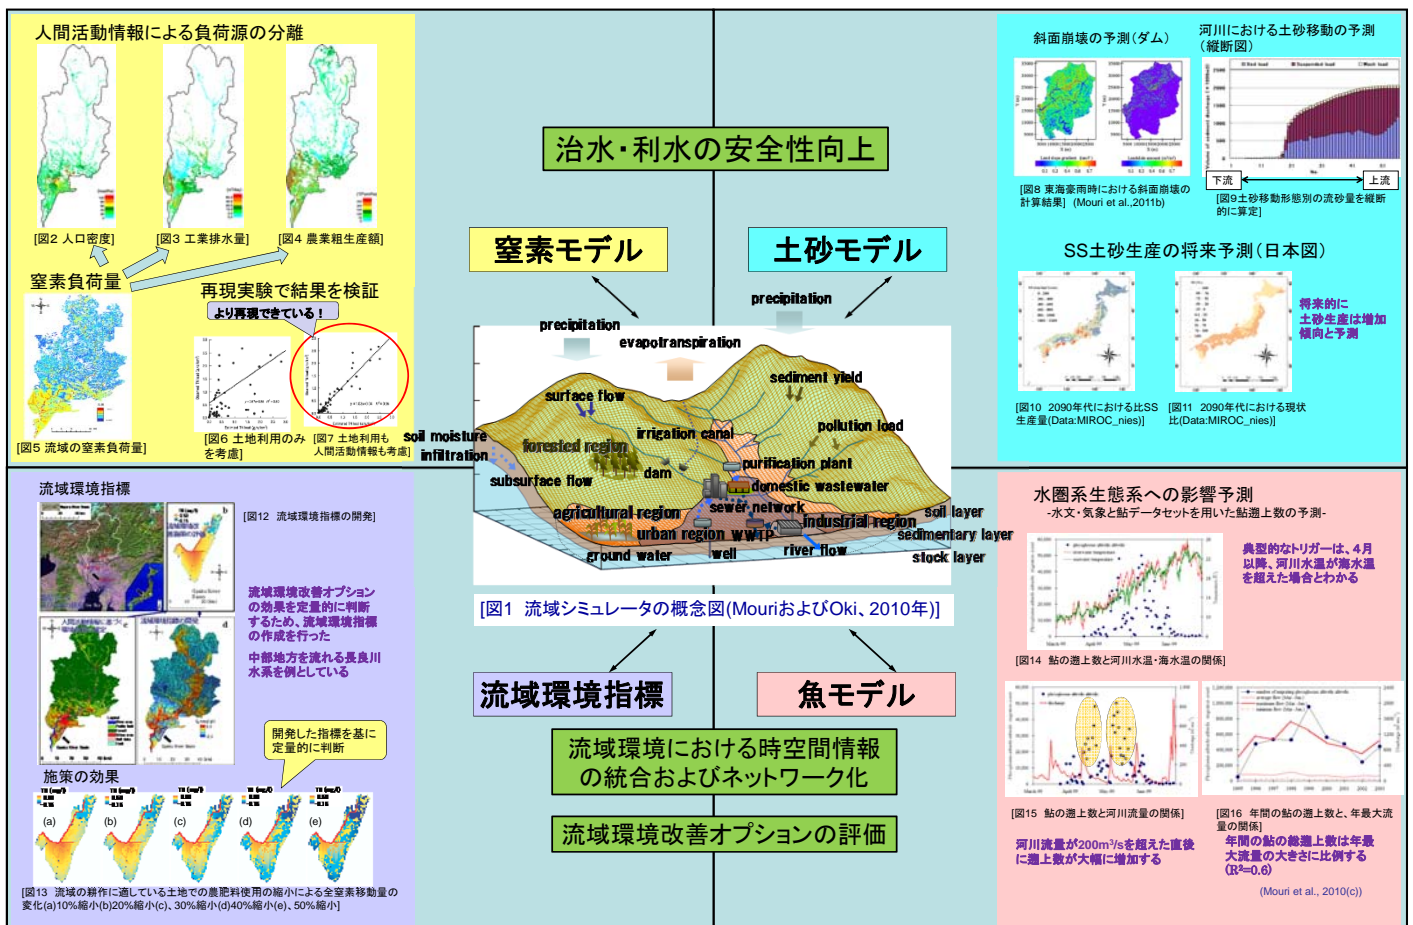 人間活動情報による負荷源の分離
[図2 人口密度]
[図3 工業排水量]
[図4 農業粗生産額]
窒素負荷量
再現実験で結果を検証
より再現できている！
[図5 流域の窒素負荷量]
[図6 土地利用のみ
を考慮]
[図7 土地利用も
人間活動情報も考慮]
治水・利水の安全性向上
窒素モデル
土砂モデル
precipitation
precipitation
evapotranspiration
sediment yield
surface flow
irrigation canal
pollution load
soil moisture
infiltration
forested region
dam
purification plant
subsurface flow
domestic wastewater
sewer network
agricultural region
industrial region
soil layer
urban region
WWTP
sedimentary layer
ground water
well
river flow
stock layer
[図1 流域シミュレータの概念図(MouriおよびOki、2010年)]
流域環境指標
魚モデル
流域環境における時空間情報
の統合およびネットワーク化
流域環境改善オプションの評価
斜面崩壊の予測(ダム)
河川における土砂移動の予測
(縦断図)
下流
上流
[図8 東海豪雨時における斜面崩壊の
計算結果] (Mouri et al.,2011b)
[図9土砂移動形態別の流砂量を縦断
的に算定]
SS土砂生産の将来予測(日本図)
将来的に
土砂生産は増加
傾向と予測
[図10 2090年代における比SS
生産量(Data:MIROC_nies)]
[図11 2090年代における現状
比(Data:MIROC_nies)]
流域環境指標
[図12 流域環境指標の開発]
流域環境改善オプション
の効果を定量的に判断
するため、流域環境指標
の作成を行った
中部地方を流れる長良川
水系を例としている
開発した指標を基に
定量的に判断
施策の効果
(a)
(b)
(c)
(d)
(e)
[図13 流域の耕作に適している土地での農肥料使用の縮小による全窒素移動量の
変化(a)10%縮小(b)20%縮小(c)、30%縮小(d)40%縮小(e)、50%縮小]
水圏系生態系への影響予測
-水文・気象と鮎データセットを用いた鮎遡上数の予測-
典型的なトリガーは、4月
以降、河川水温が海水温
を超えた場合とわかる
[図14 鮎の遡上数と河川水温・海水温の関係]
[図15 鮎の遡上数と河川流量の関係]
河川流量が200m³/sを超えた直後
に遡上数が大幅に増加する
[図16 年間の鮎の遡上数と、年最大流
量の関係]
年間の鮎の総遡上数は年最
大流量の大きさに比例する
(R²=0.6)
(Mouri et al., 2010(c))